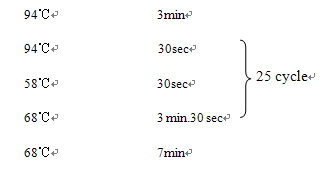 94℃ 3min
94℃ 30sec
58℃ 30sec
25 cycle
68℃ 3 min.30 sec
68℃ 7min